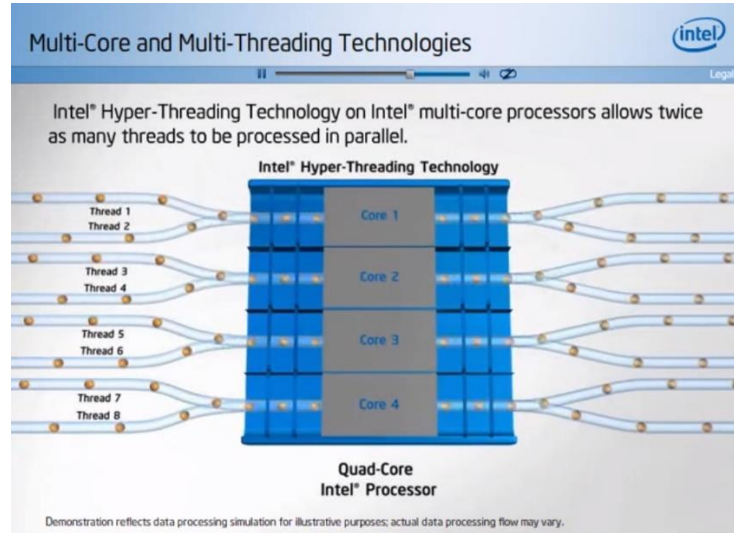 Multi-Core and Multi-Threading Technologies
intel
Legal
Intel® Hyper-Threading Technology on Intel® multi-core processors allows twice
as many threads to be processed in parallel.
Intel® Hyper-Threading Technology
Thread 1
Thread 2
Core 1
Thread 3
Thread 4
Core 2
Thread 5
Thread 6
Core 3
Thread 7
Thread 8
Core 4
Quad-Core
Intel® Processor
Demonstration reflects data processing simulation for illustrative purposes; actual data processing flow may vary.